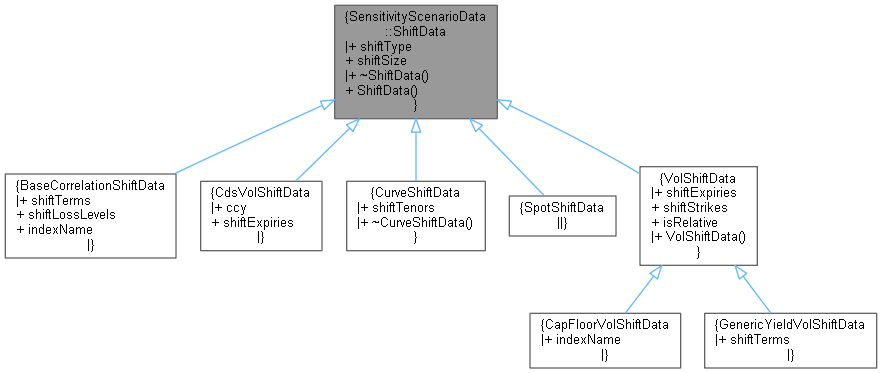 {SensitivityScenarioData
::ShiftData
|+ shiftType
+ shiftSize
|+ ~ShiftData()
+ ShiftData()
}
{BaseCorrelationShiftData
|+ shiftTerms
+ shiftLossLevels
+ indexName
|}
{CdsVolShiftData
|+ ccy
+ shiftExpiries
|}
{CurveShiftData
|+ shiftTenors
|+ ~CurveShiftData()
}
{SpotShiftData
||}
{VolShiftData
|+ shiftExpiries
+ shiftStrikes
+ isRelative
|+ VolShiftData()
}
{CapFloorVolShiftData
|+ indexName
|}
{GenericYieldVolShiftData
|+ shiftTerms
|}